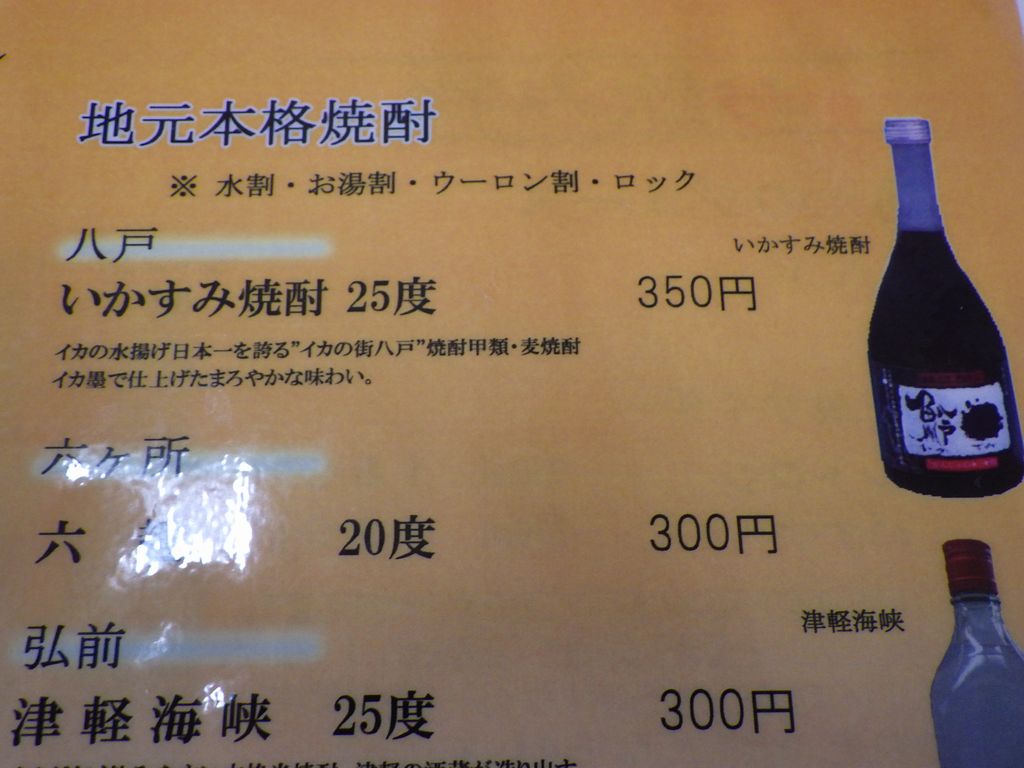 地元本格焼酎
※ 水割・お湯割・ウーロン割・ロック
八戸
いかすみ焼酎
いかすみ焼酎 25度 350円
イカの水揚げ日本一を誇る"イカの街八戸"焼酎甲類・麦焼酎
イカ墨で仕上げたまろやかな味わい。
六ヶ所
六 20度 300円
弘前
津軽海峡
津軽海峡 25度 300円